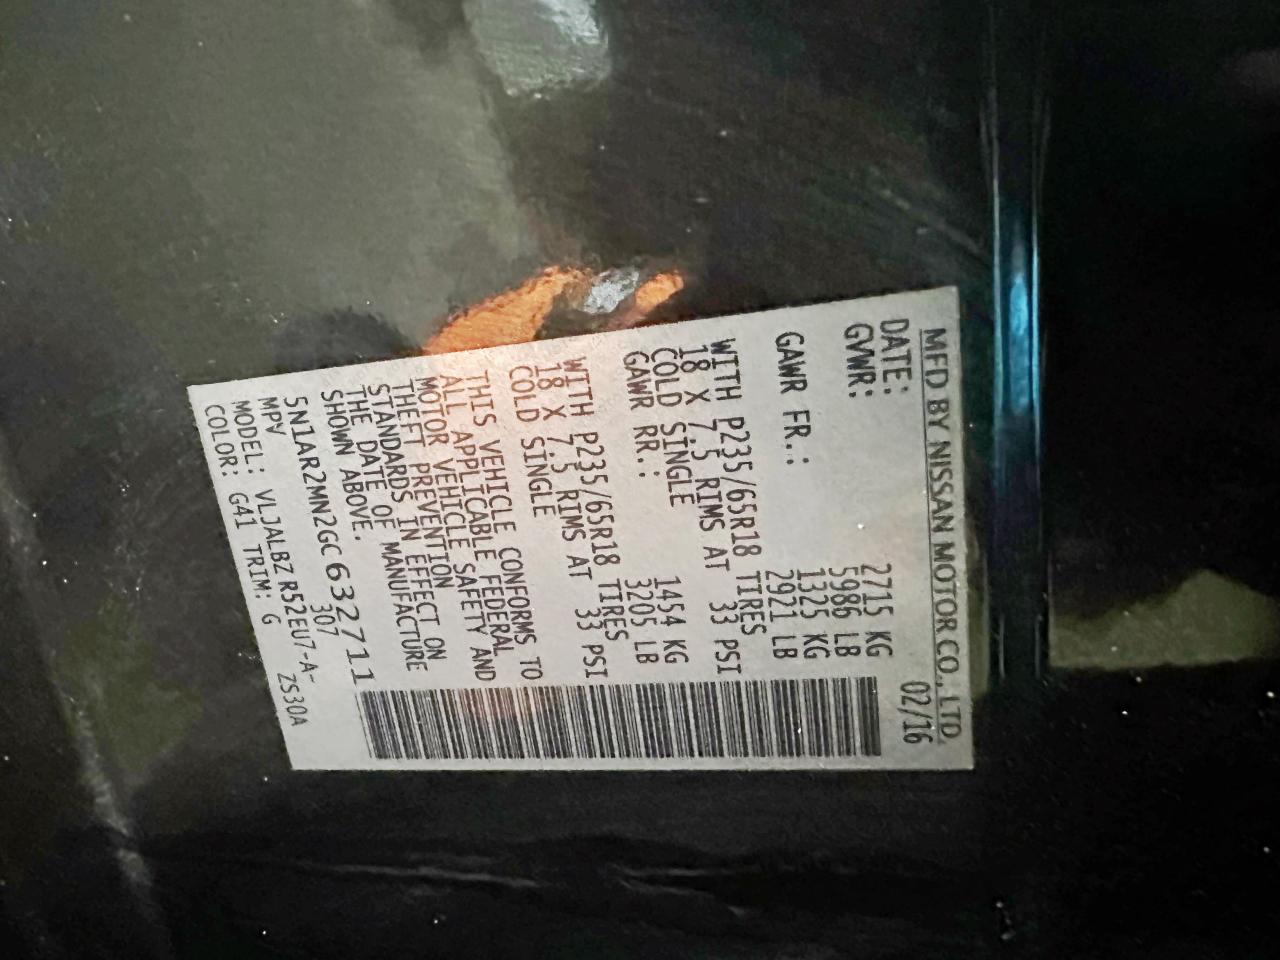 MFD BY NISSAN MOTOR CO., LTD.
DATE: 02/16
GVWR: 2715 KG
5986 LB
GAWR FR.: 1325 KG
2921 LB
WITH P235/65R18 TIRES
18 X 7.5 RIMS AT 33 PSI
COLD SINGLE
GAWR RR.: 1454 KG
3205 LB
WITH P235/65R18 TIRES
18 X 7.5 RIMS AT 33 PSI
COLD SINGLE
THIS VEHICLE CONFORMS TO
ALL APPLICABLE FEDERAL
MOTOR VEHICLE SAFETY AND
THEFT PREVENTION
STANDARDS IN EFFECT ON
THE DATE OF MANUFACTURE
SHOWN ABOVE.
5N1AR2MN2GC632711
MPV 307
MODEL: VLJALBZ R52EU7-A-
COLOR: G41 TRIM: G ZS30A